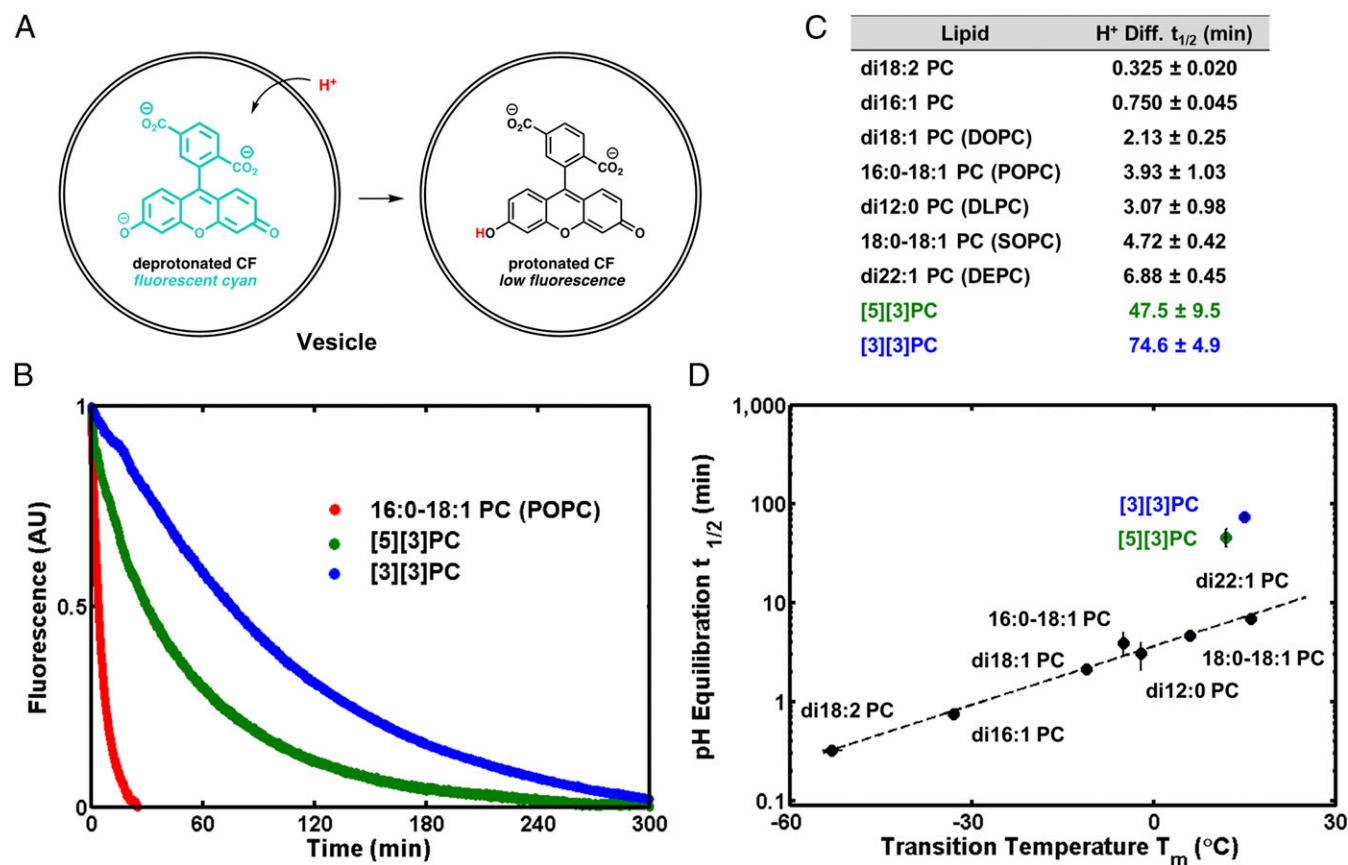 A
H⁺
⊖
O₂C
⊖
CO₂
⊖
O
O
O
deprotonated CF
fluorescent cyan
⊖
O₂C
⊖
CO₂
HO
O
O
protonated CF
low fluorescence
Vesicle
B
Fluorescence (AU)
1
0.5
0
16:0-18:1 PC (POPC)
[5][3]PC
[3][3]PC
0 60 120 180 240 300
Time (min)
C
Lipid H⁺ Diff. t₁/₂ (min)
di18:2 PC 0.325 ± 0.020
di16:1 PC 0.750 ± 0.045
di18:1 PC (DOPC) 2.13 ± 0.25
16:0-18:1 PC (POPC) 3.93 ± 1.03
di12:0 PC (DLPC) 3.07 ± 0.98
18:0-18:1 PC (SOPC) 4.72 ± 0.42
di22:1 PC (DEPC) 6.88 ± 0.45
[5][3]PC 47.5 ± 9.5
[3][3]PC 74.6 ± 4.9
D
pH Equilibration t 1/2 (min)
1,000
100
10
1
0.1
[3][3]PC
[5][3]PC
di22:1 PC
16:0-18:1 PC
di18:1 PC
18:0-18:1 PC
di12:0 PC
di18:2 PC
di16:1 PC
-60 -30 0 30
Transition Temperature Tm (°C)